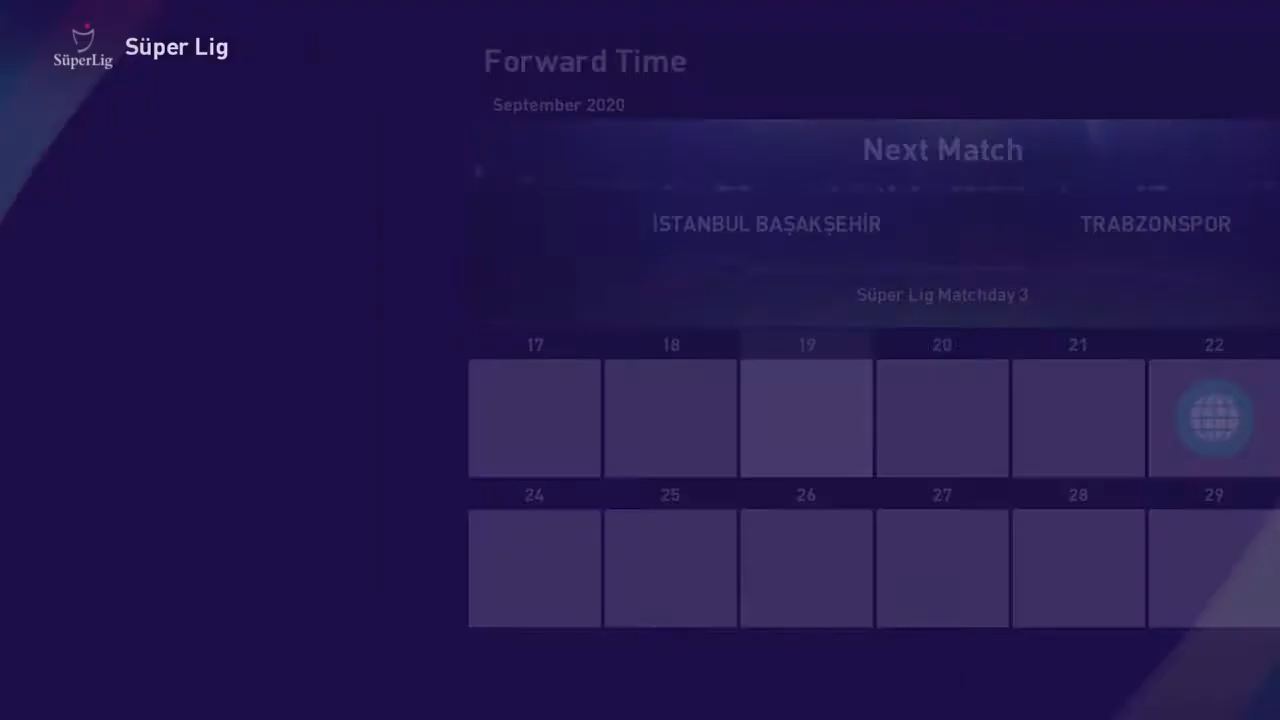 SüperLig
Süper Lig
Forward Time
September 2020
Next Match
İSTANBUL BAŞAKŞEHİR TRABZONSPOR
Süper Lig Matchday 3
17 18 19 20 21 22
24 25 26 27 28 29